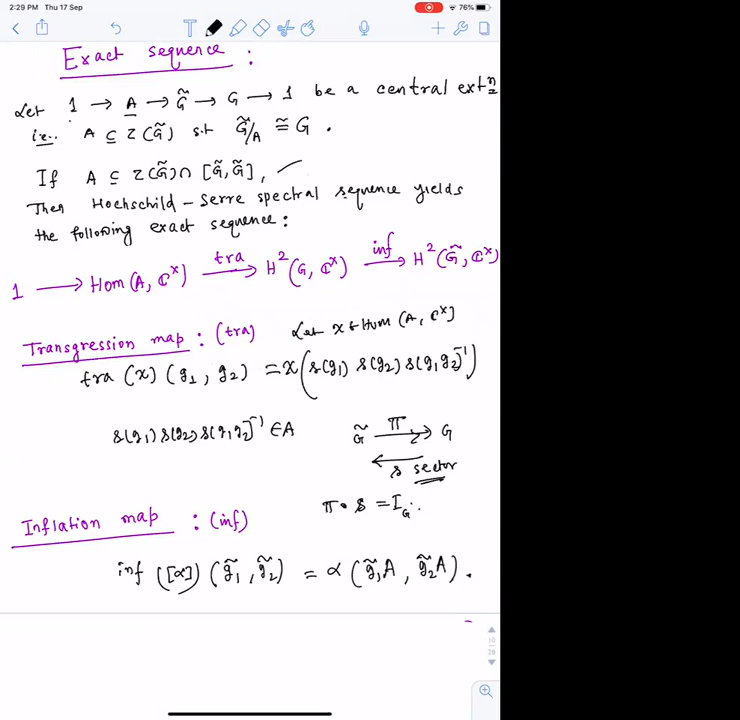 2:29 PM Thu 17 Sep
76%
Exact sequence :
Let 1 → A → G̃ → G → 1 be a central extⁿ
i.e.. A ⊆ Z(G̃) s.t G̃/A ≅ G .
If A ⊆ Z(G̃) ∩ [G̃, G̃],
Then Hochschild - Serre spectral sequence yields
the following exact sequence :
1 ⟶ Hom(A, ℂˣ) --tra--> H²(G, ℂˣ) --inf--> H²(G̃, ℂˣ)
Transgression map : (tra) Let χ ∈ Hom (A, ℂˣ)
tra (χ) (g₁, g₂) = χ(s(g₁) s(g₂) s(g₁g₂)⁻¹)
s(g₁) s(g₂) s(g₁g₂)⁻¹ ∈ A
G̃ --π--> G
← s sector
π∘s = I_G.
Inflation map : (inf)
inf ([α]) (g̃₁, g̃₂) = α (g̃₁A, g̃₂A) .